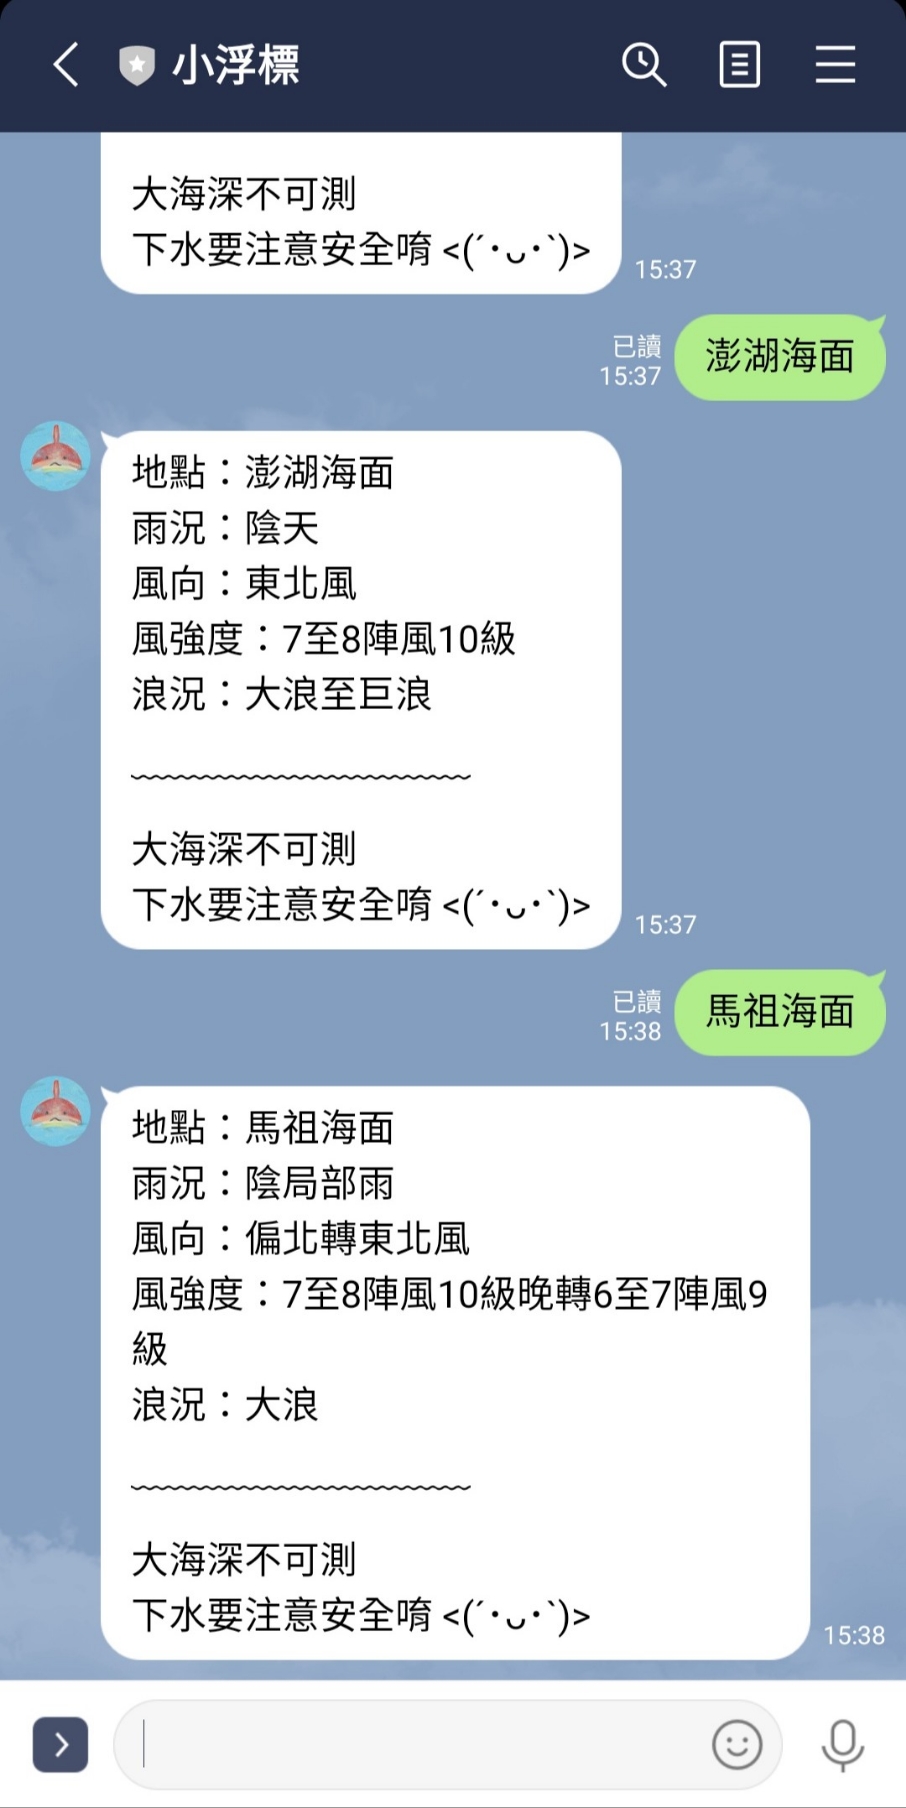 小浮標
大海深不可測
下水要注意安全唷 <(´･ᴗ･`)>
15:37
已讀
15:37
澎湖海面
地點：澎湖海面
雨況：陰天
風向：東北風
風強度：7至8陣風10級
浪況：大浪至巨浪
﹏﹏﹏﹏﹏﹏﹏﹏﹏
大海深不可測
下水要注意安全唷 <(´･ᴗ･`)>
15:37
已讀
15:38
馬祖海面
地點：馬祖海面
雨況：陰局部雨
風向：偏北轉東北風
風強度：7至8陣風10級晚轉6至7陣風9
級
浪況：大浪
﹏﹏﹏﹏﹏﹏﹏﹏﹏
大海深不可測
下水要注意安全唷 <(´･ᴗ･`)>
15:38